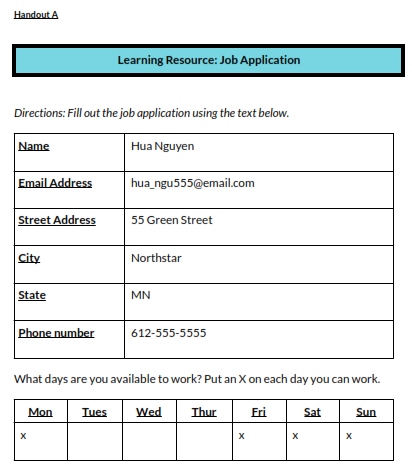 Handout A
Learning Resource: Job Application
Directions: Fill out the job application using the text below.
Name Hua Nguyen
Email Address hua_ngu555@email.com
Street Address 55 Green Street
City Northstar
State MN
Phone number 612-555-5555
What days are you available to work? Put an X on each day you can work.
Mon Tues Wed Thur Fri Sat Sun
x x x x